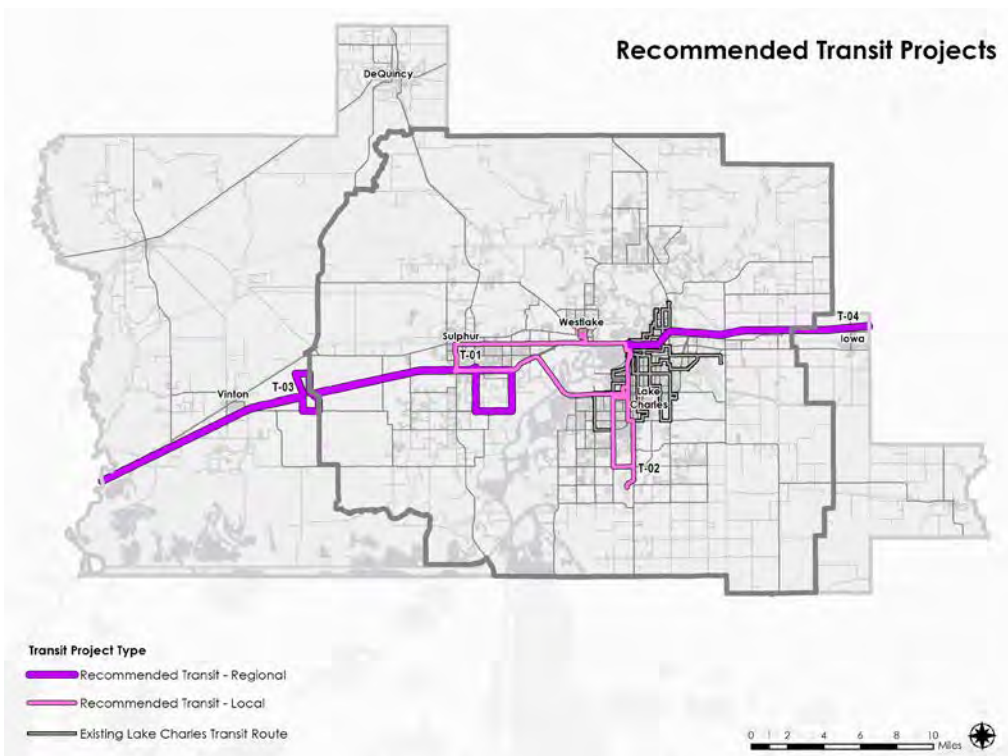 Recommended Transit Projects
DeQuincy
T-04
Iowa
Westlake
Sulphur
T-01
T-03
Vinton
Lake
Charles
T-02
Transit Project Type
Recommended Transit - Regional
Recommended Transit - Local
Existing Lake Charles Transit Route
0 1 2 4 6 8 10
Miles